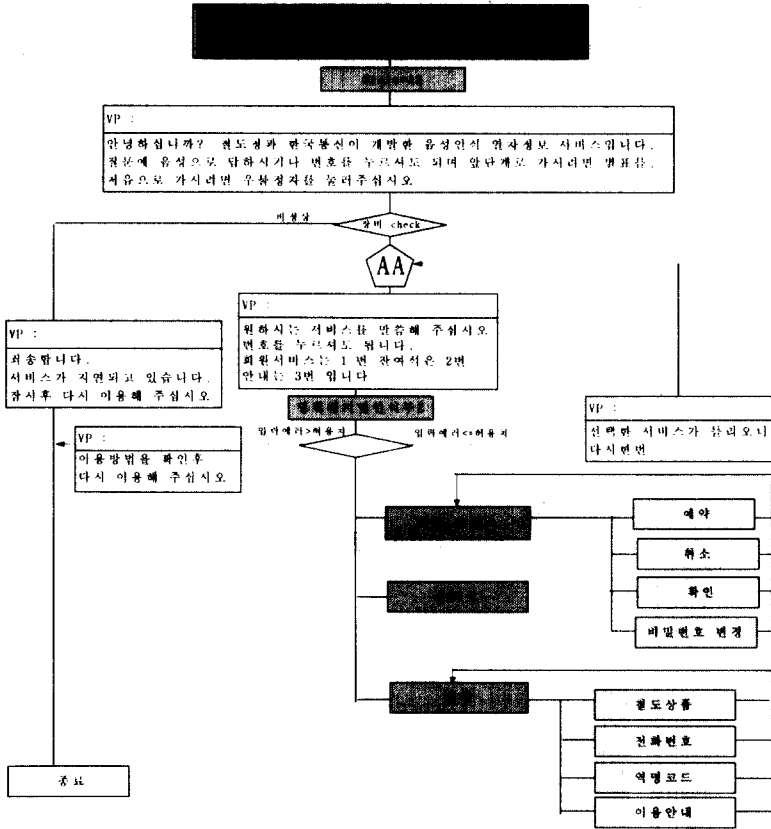 VP :
안녕하십니까? 철도청과 한국통신이 개발한 음성인식 열차정보 서비스입니다.
질문에 음성으로 답하시거나 번호를 누르셔도 되며 앞단계로 가시려면 별표를,
처음으로 가시려면 우물정자를 눌러주십시오
비정상
장비 check
AA
VP :
죄송합니다.
서비스가 지연되고 있습니다.
잠시후 다시 이용해 주십시오
VP :
원하시는 서비스를 말씀해 주십시오
번호를 누르셔도 됩니다.
회원서비스는 1 번 잔여석은 2번
안내는 3번 입니다
입력에러>허용치
입력에러<=허용치
VP :
이용방법을 확인후
다시 이용해 주십시오
VP :
선택한 서비스가 틀리오니
다시한번
예약
취소
확인
비밀번호 변경
철도상품
전화번호
역명코드
이용안내
종료